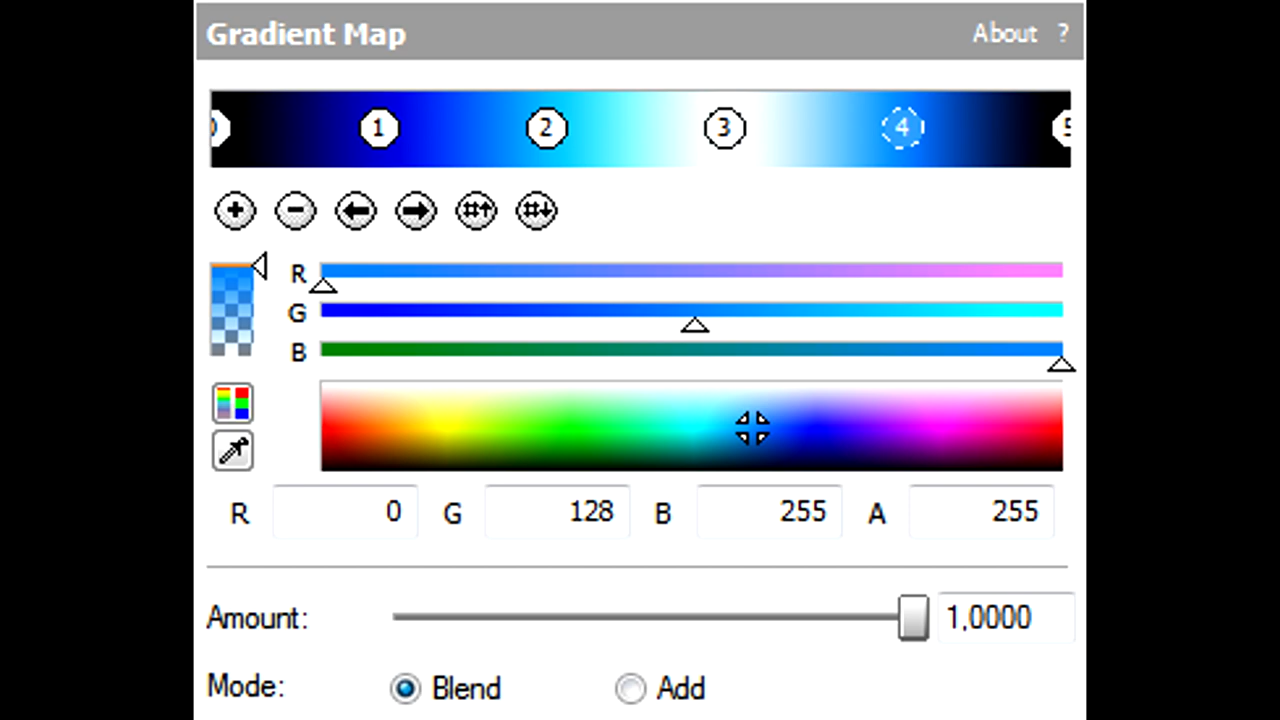 Gradient Map About ?
1 2 3 4
R
G
B
R 0 G 128 B 255 A 255
Amount: 1,0000
Mode: Blend Add